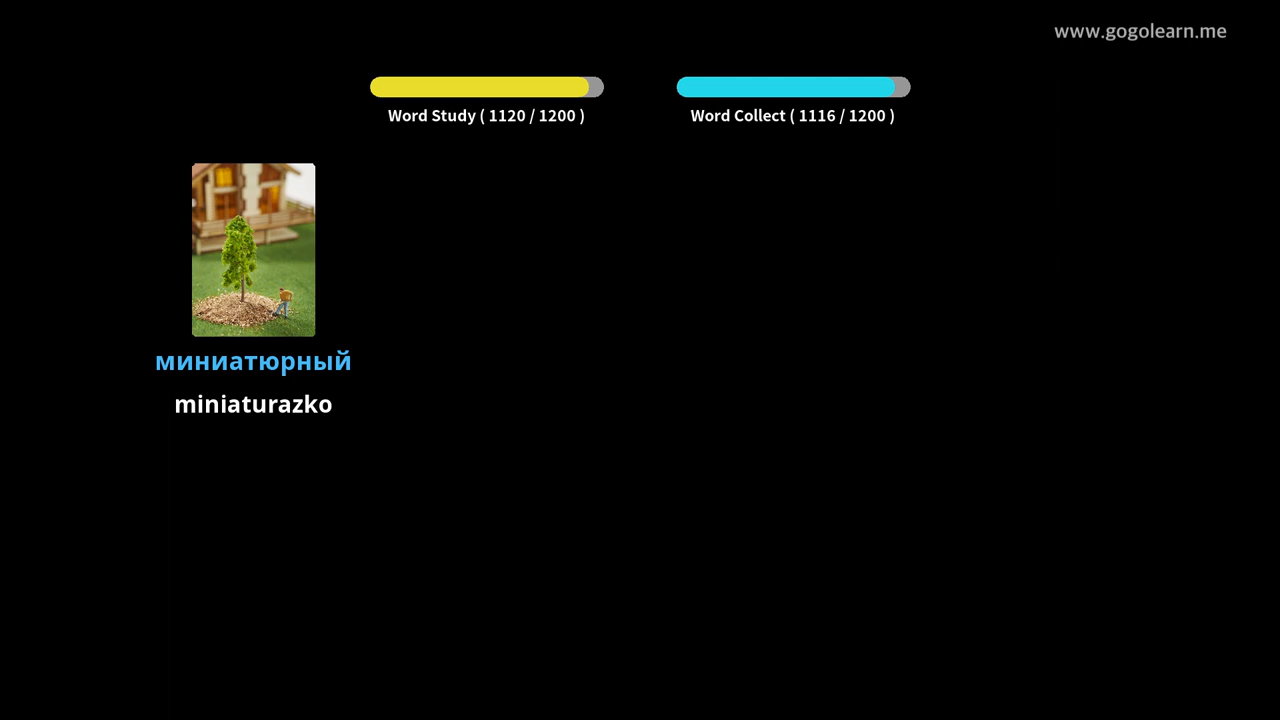 www.gogolearn.me
Word Study ( 1120 / 1200 )
Word Collect ( 1116 / 1200 )
миниатюрный
miniaturazko